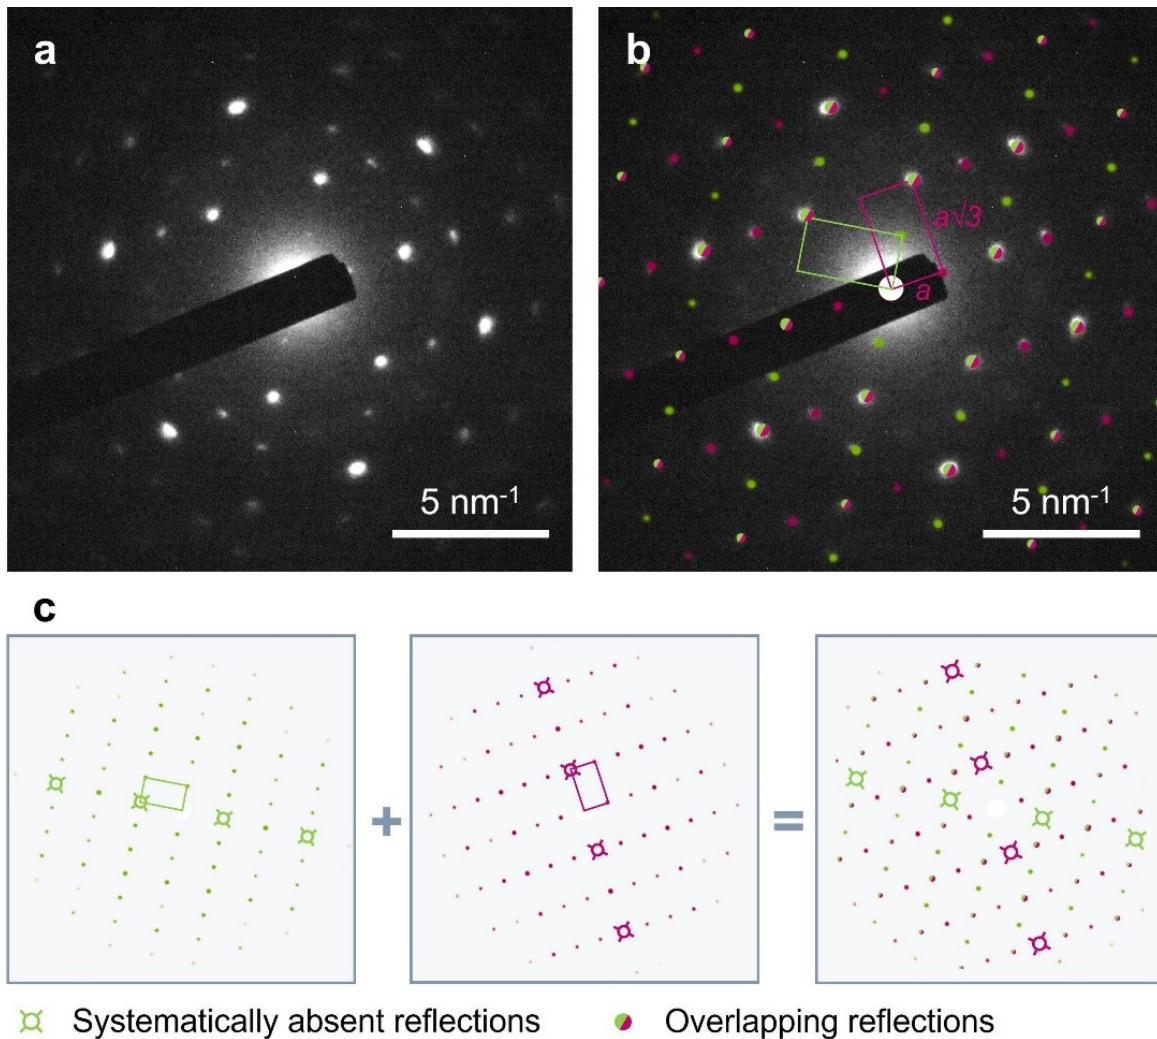 a
b
a√3
a
5 nm-1
5 nm-1
c
+
=
Systematically absent reflections
Overlapping reflections